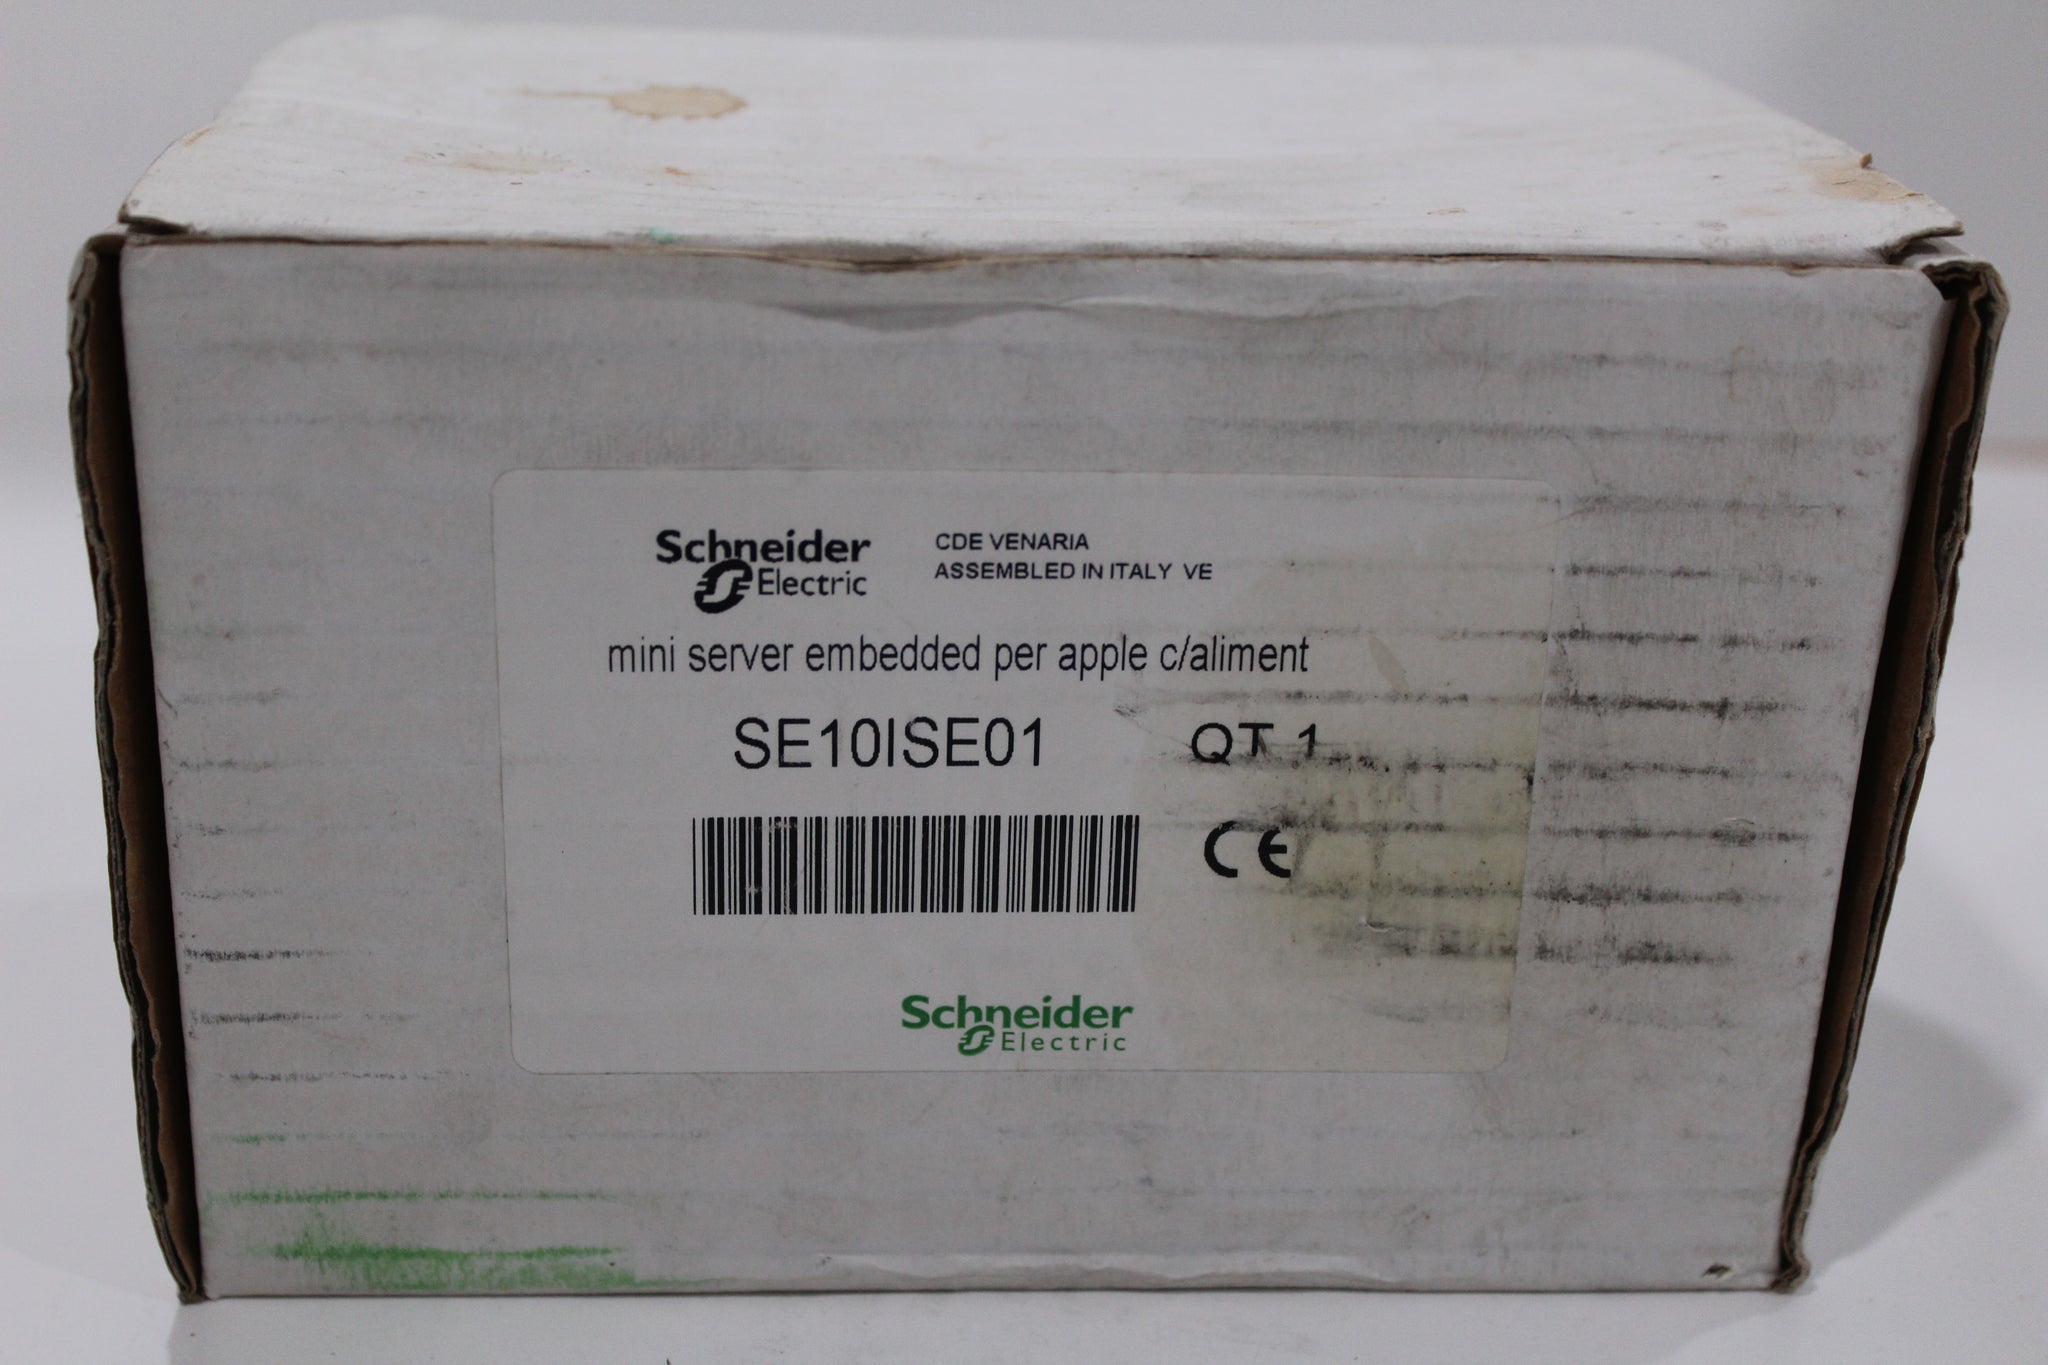 Schneider
Electric
CDE VENARIA
ASSEMBLED IN ITALY VE
mini server embedded per apple c/aliment
SE10ISE01 QT 1
CE
Schneider
Electric